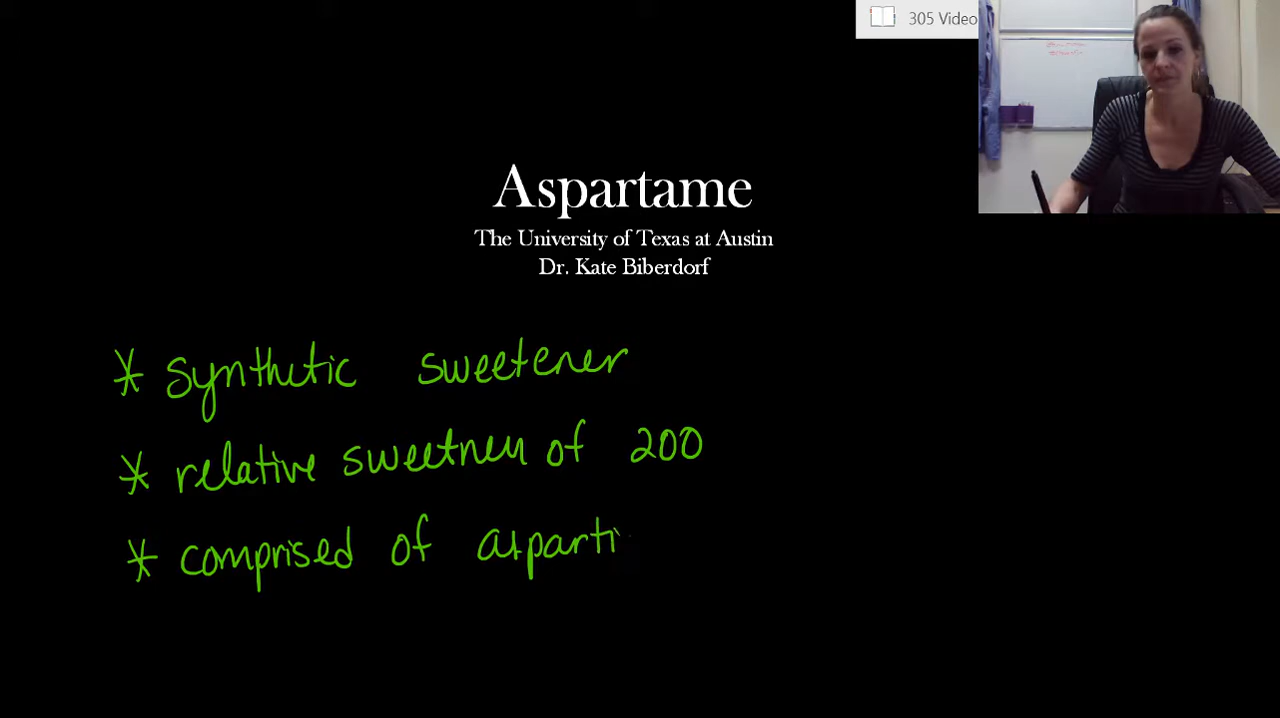 305 Video
Aspartame
The University of Texas at Austin
Dr. Kate Biberdorf
* synthetic sweetener
* relative sweetness of 200
* comprised of asparti